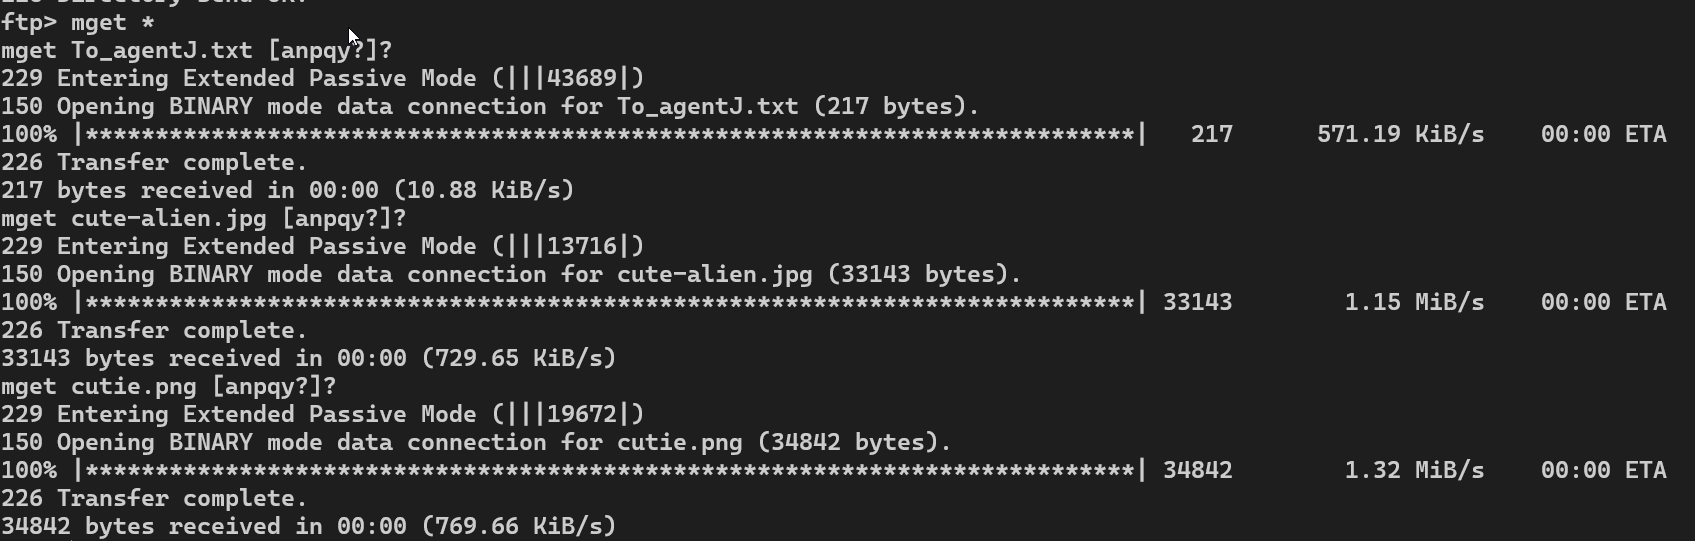 ftp> mget *
mget To_agentJ.txt [anpqy?]?
229 Entering Extended Passive Mode (|||43689|)
150 Opening BINARY mode data connection for To_agentJ.txt (217 bytes).
100% |***************************************************************************| 217 571.19 KiB/s 00:00 ETA
226 Transfer complete.
217 bytes received in 00:00 (10.88 KiB/s)
mget cute-alien.jpg [anpqy?]?
229 Entering Extended Passive Mode (|||13716|)
150 Opening BINARY mode data connection for cute-alien.jpg (33143 bytes).
100% |***************************************************************************| 33143 1.15 MiB/s 00:00 ETA
226 Transfer complete.
33143 bytes received in 00:00 (729.65 KiB/s)
mget cutie.png [anpqy?]?
229 Entering Extended Passive Mode (|||19672|)
150 Opening BINARY mode data connection for cutie.png (34842 bytes).
100% |***************************************************************************| 34842 1.32 MiB/s 00:00 ETA
226 Transfer complete.
34842 bytes received in 00:00 (769.66 KiB/s)